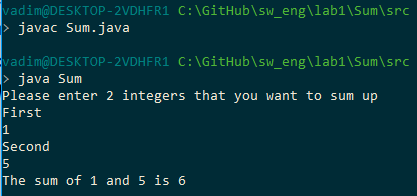 vadim@DESKTOP-2VDHFR1 C:\GitHub\sw_eng\lab1\Sum\src
> javac Sum.java
vadim@DESKTOP-2VDHFR1 C:\GitHub\sw_eng\lab1\Sum\src
> java Sum
Please enter 2 integers that you want to sum up
First
1
Second
5
The sum of 1 and 5 is 6